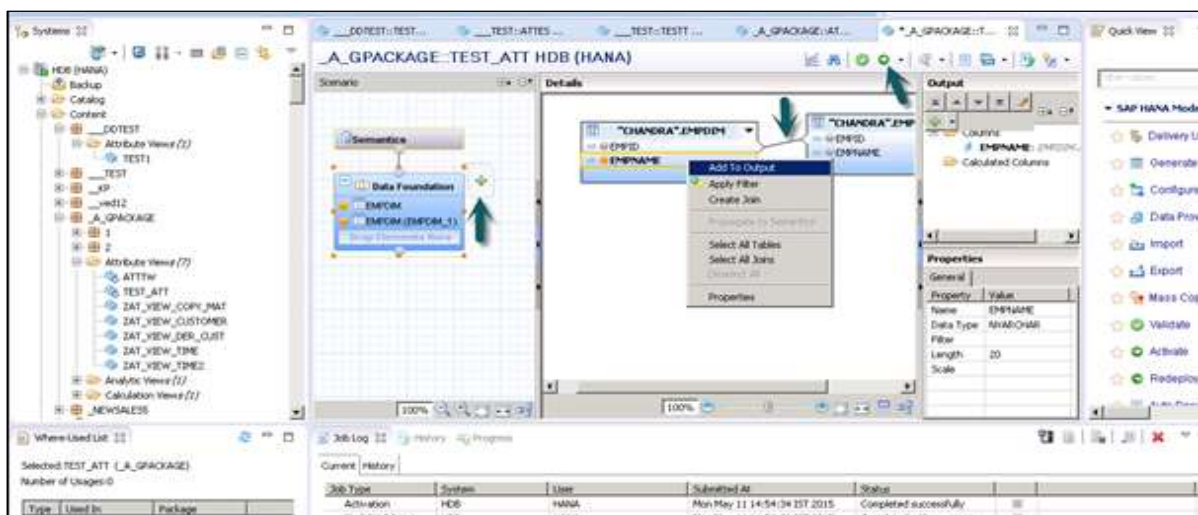 Systems
HDB (HANA)
Backup
Catalog
Content
__DDTEST
Attribute Views (1)
TEST1
__TEST
_KP
_ved12
_A_GPACKAGE
1
2
Attribute Views (7)
ATTTW
TEST_ATT
ZAT_VIEW_COPY_MAT
ZAT_VIEW_CUSTOMER
ZAT_VIEW_DER_CUST
ZAT_VIEW_TIME
ZAT_VIEW_TIME2
Analytic Views (1)
Calculation Views (1)
_NEWSALESS
_A_GPACKAGE::TEST_ATT HDB (HANA)
Scenario
Semantics
Data Foundation
EMPDIM
EMPDIM (EMPDIM_1)
Details
"CHANDRA".EMPDIM
EMPID
EMPNAME
"CHANDRA".EMP
EMPID
EMPNAME
Add To Output
Apply Filter
Create Join
Propagate to Semantics
Select All Tables
Select All Joins
Properties
100%
100%
Output
Columns
EMPNAME:
Calculated Columns
Properties
General
Property Value
Name EMPNAME
Data Type NVARCHAR
Filter
Length 20
Scale
Quick View
SAP HANA Mode
Delivery U
Generate
Configure
Data Prov
Import
Export
Mass Cop
Validate
Activate
Redeploy
Where-Used List
Selected: TEST_ATT (_A_GPACKAGE)
Number of Usages: 0
Type Used In Package
Job Log History Progress
Current History
Job Type System User Submitted At Status
Activation HDB HANA Mon May 11 14:54:34 IST 2015 Completed successfully